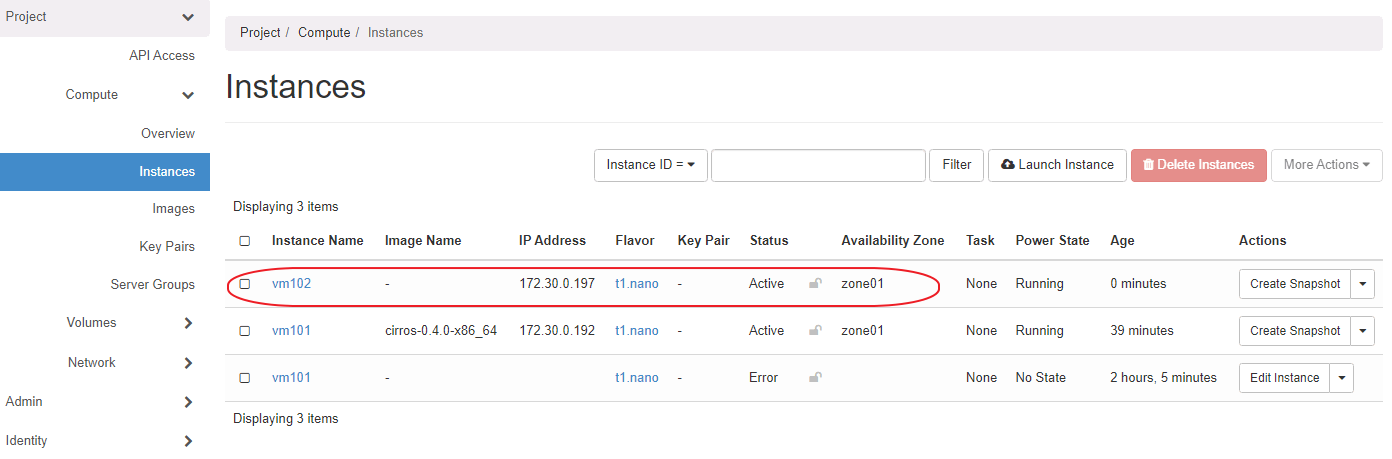 Project
API Access
Compute
Overview
Instances
Images
Key Pairs
Server Groups
Volumes
Network
Admin
Identity
Project / Compute / Instances
Instances
Instance ID = Filter Launch Instance Delete Instances More Actions
Displaying 3 items
Instance Name Image Name IP Address Flavor Key Pair Status Availability Zone Task Power State Age Actions
vm102 - 172.30.0.197 t1.nano - Active zone01 None Running 0 minutes Create Snapshot
vm101 cirros-0.4.0-x86_64 172.30.0.192 t1.nano - Active zone01 None Running 39 minutes Create Snapshot
vm101 - t1.nano - Error None No State 2 hours, 5 minutes Edit Instance
Displaying 3 items